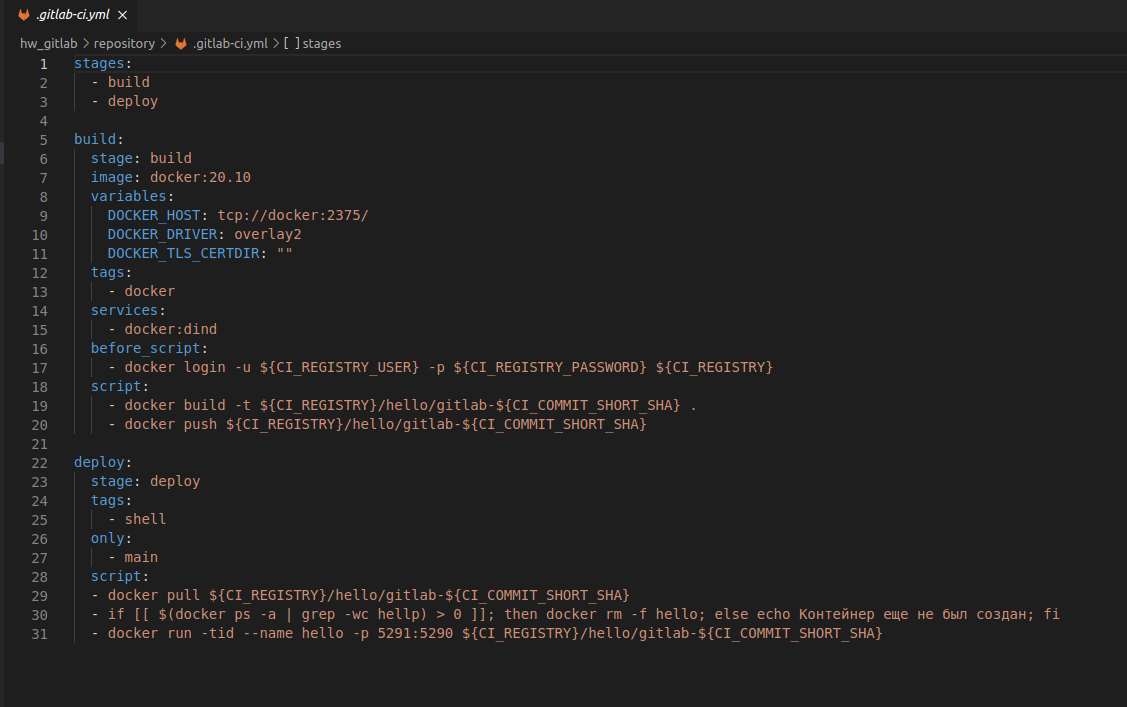 .gitlab-ci.yml ×
hw_gitlab > repository > .gitlab-ci.yml > [ ] stages
1 stages:
2   - build
3   - deploy
4
5 build:
6   stage: build
7   image: docker:20.10
8   variables:
9     DOCKER_HOST: tcp://docker:2375/
10     DOCKER_DRIVER: overlay2
11     DOCKER_TLS_CERTDIR: ""
12   tags:
13     - docker
14   services:
15     - docker:dind
16   before_script:
17     - docker login -u ${CI_REGISTRY_USER} -p ${CI_REGISTRY_PASSWORD} ${CI_REGISTRY}
18   script:
19     - docker build -t ${CI_REGISTRY}/hello/gitlab-${CI_COMMIT_SHORT_SHA} .
20     - docker push ${CI_REGISTRY}/hello/gitlab-${CI_COMMIT_SHORT_SHA}
21
22 deploy:
23   stage: deploy
24   tags:
25     - shell
26   only:
27     - main
28   script:
29   - docker pull ${CI_REGISTRY}/hello/gitlab-${CI_COMMIT_SHORT_SHA}
30   - if [[ $(docker ps -a | grep -wc hellp) > 0 ]]; then docker rm -f hello; else echo Контейнер еще не был создан; fi
31   - docker run -tid --name hello -p 5291:5290 ${CI_REGISTRY}/hello/gitlab-${CI_COMMIT_SHORT_SHA}